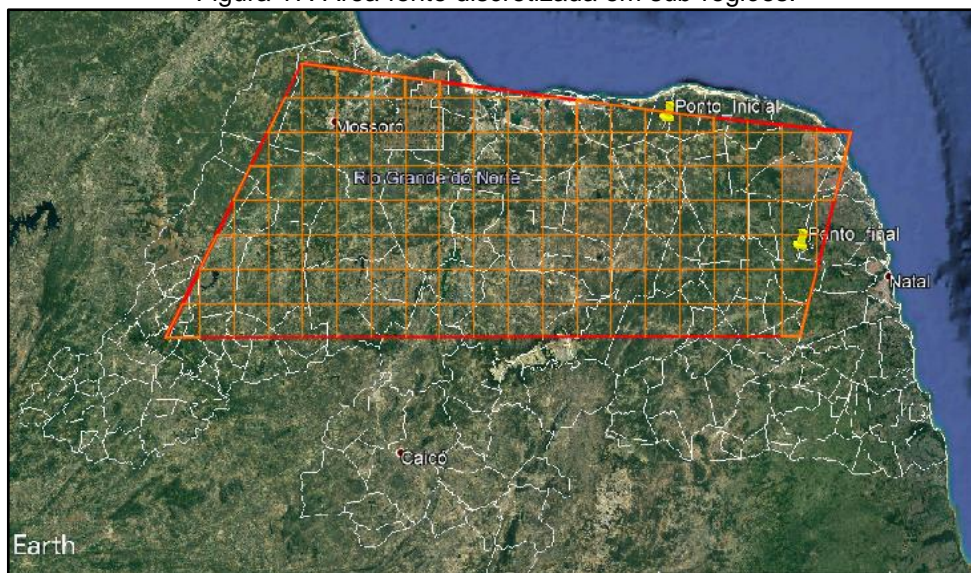 Figura 17: Área fonte discretizada em sub-regiões.
Ponto_Inicial
Mossoró
Rio Grande do Norte
Ponto_final
Natal
Caicó
Earth